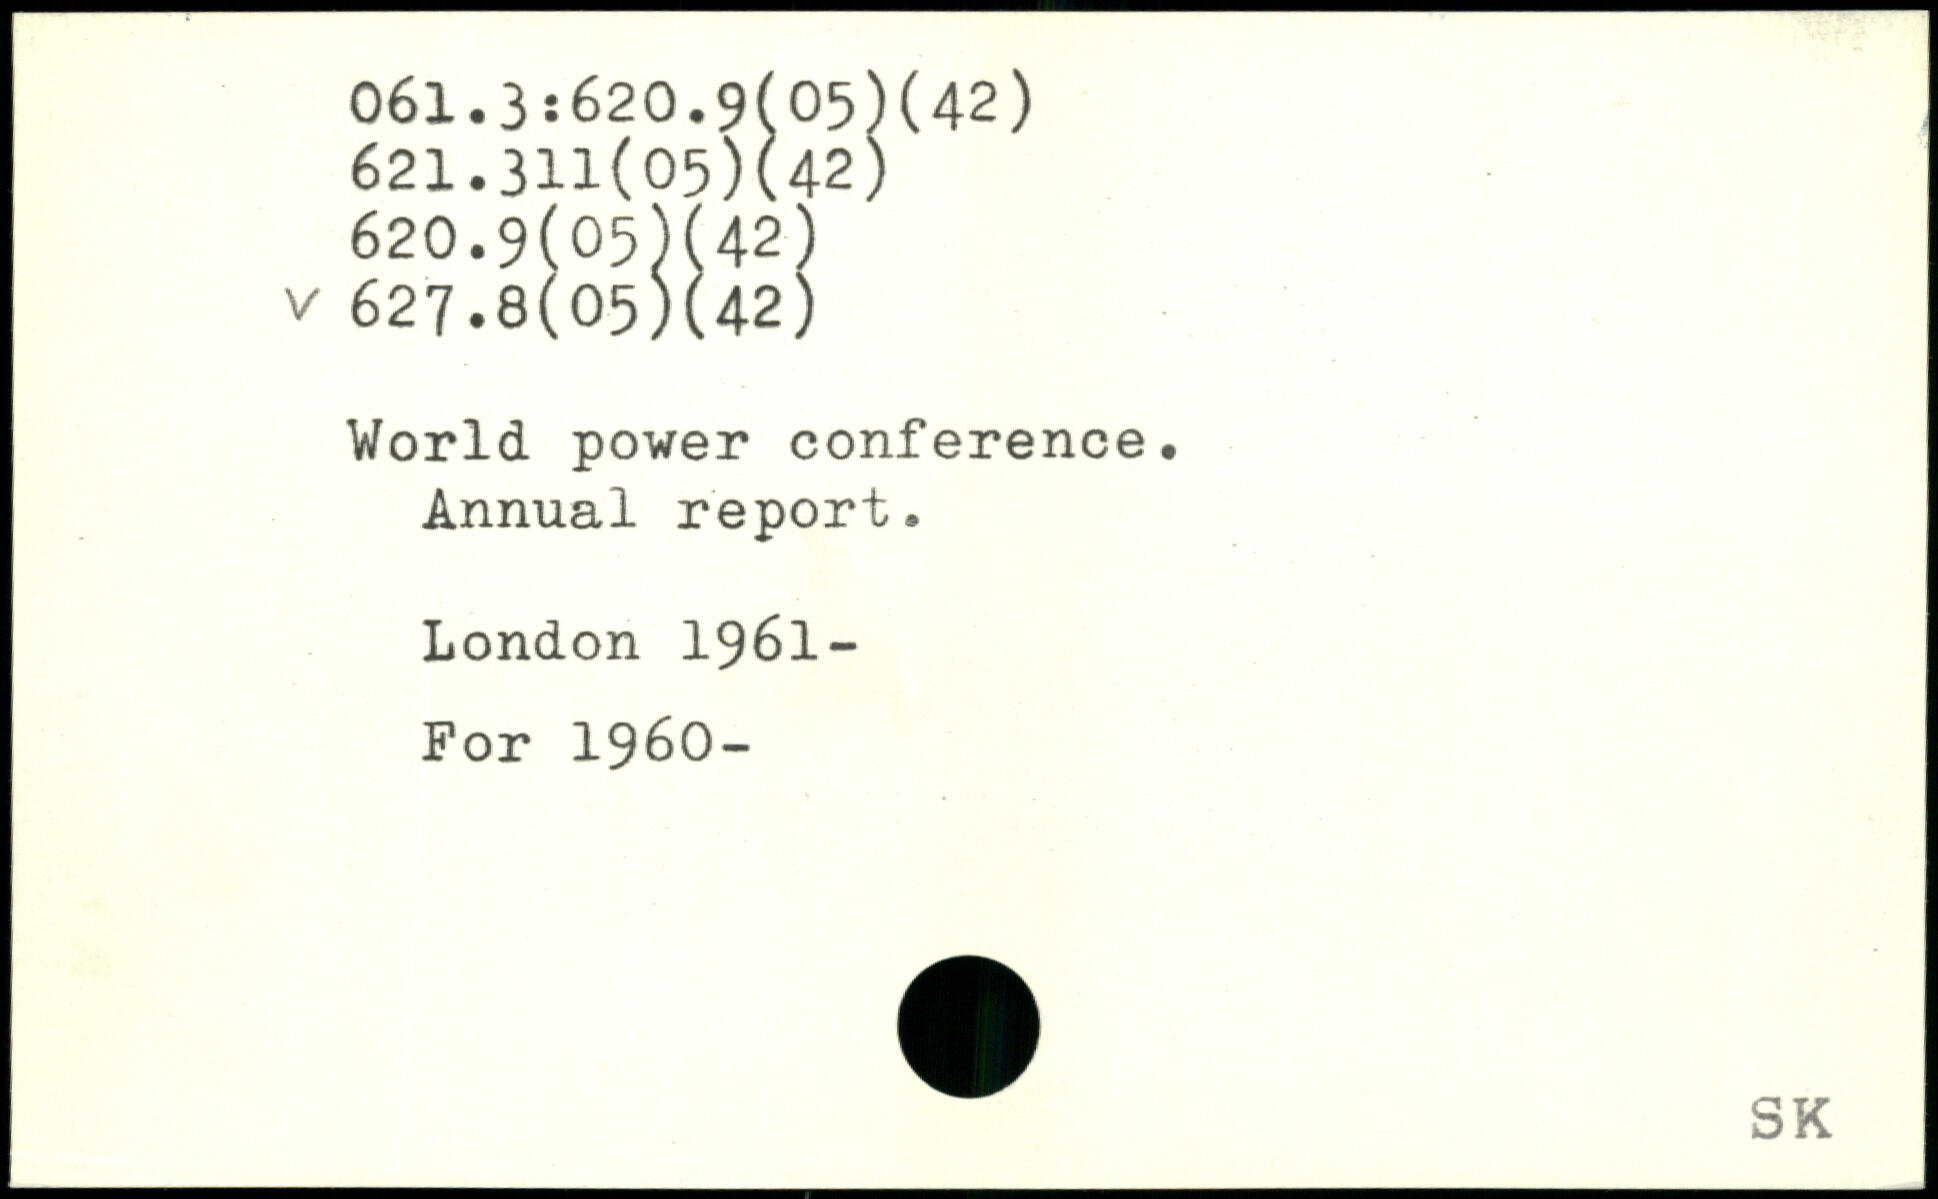 061.3:620.9(05)(42)
621.311(05)(42)
620.9(05)(42)
v 627.8(05)(42)
World power conference.
Annual report.
London 1961-
For 1960-
SK